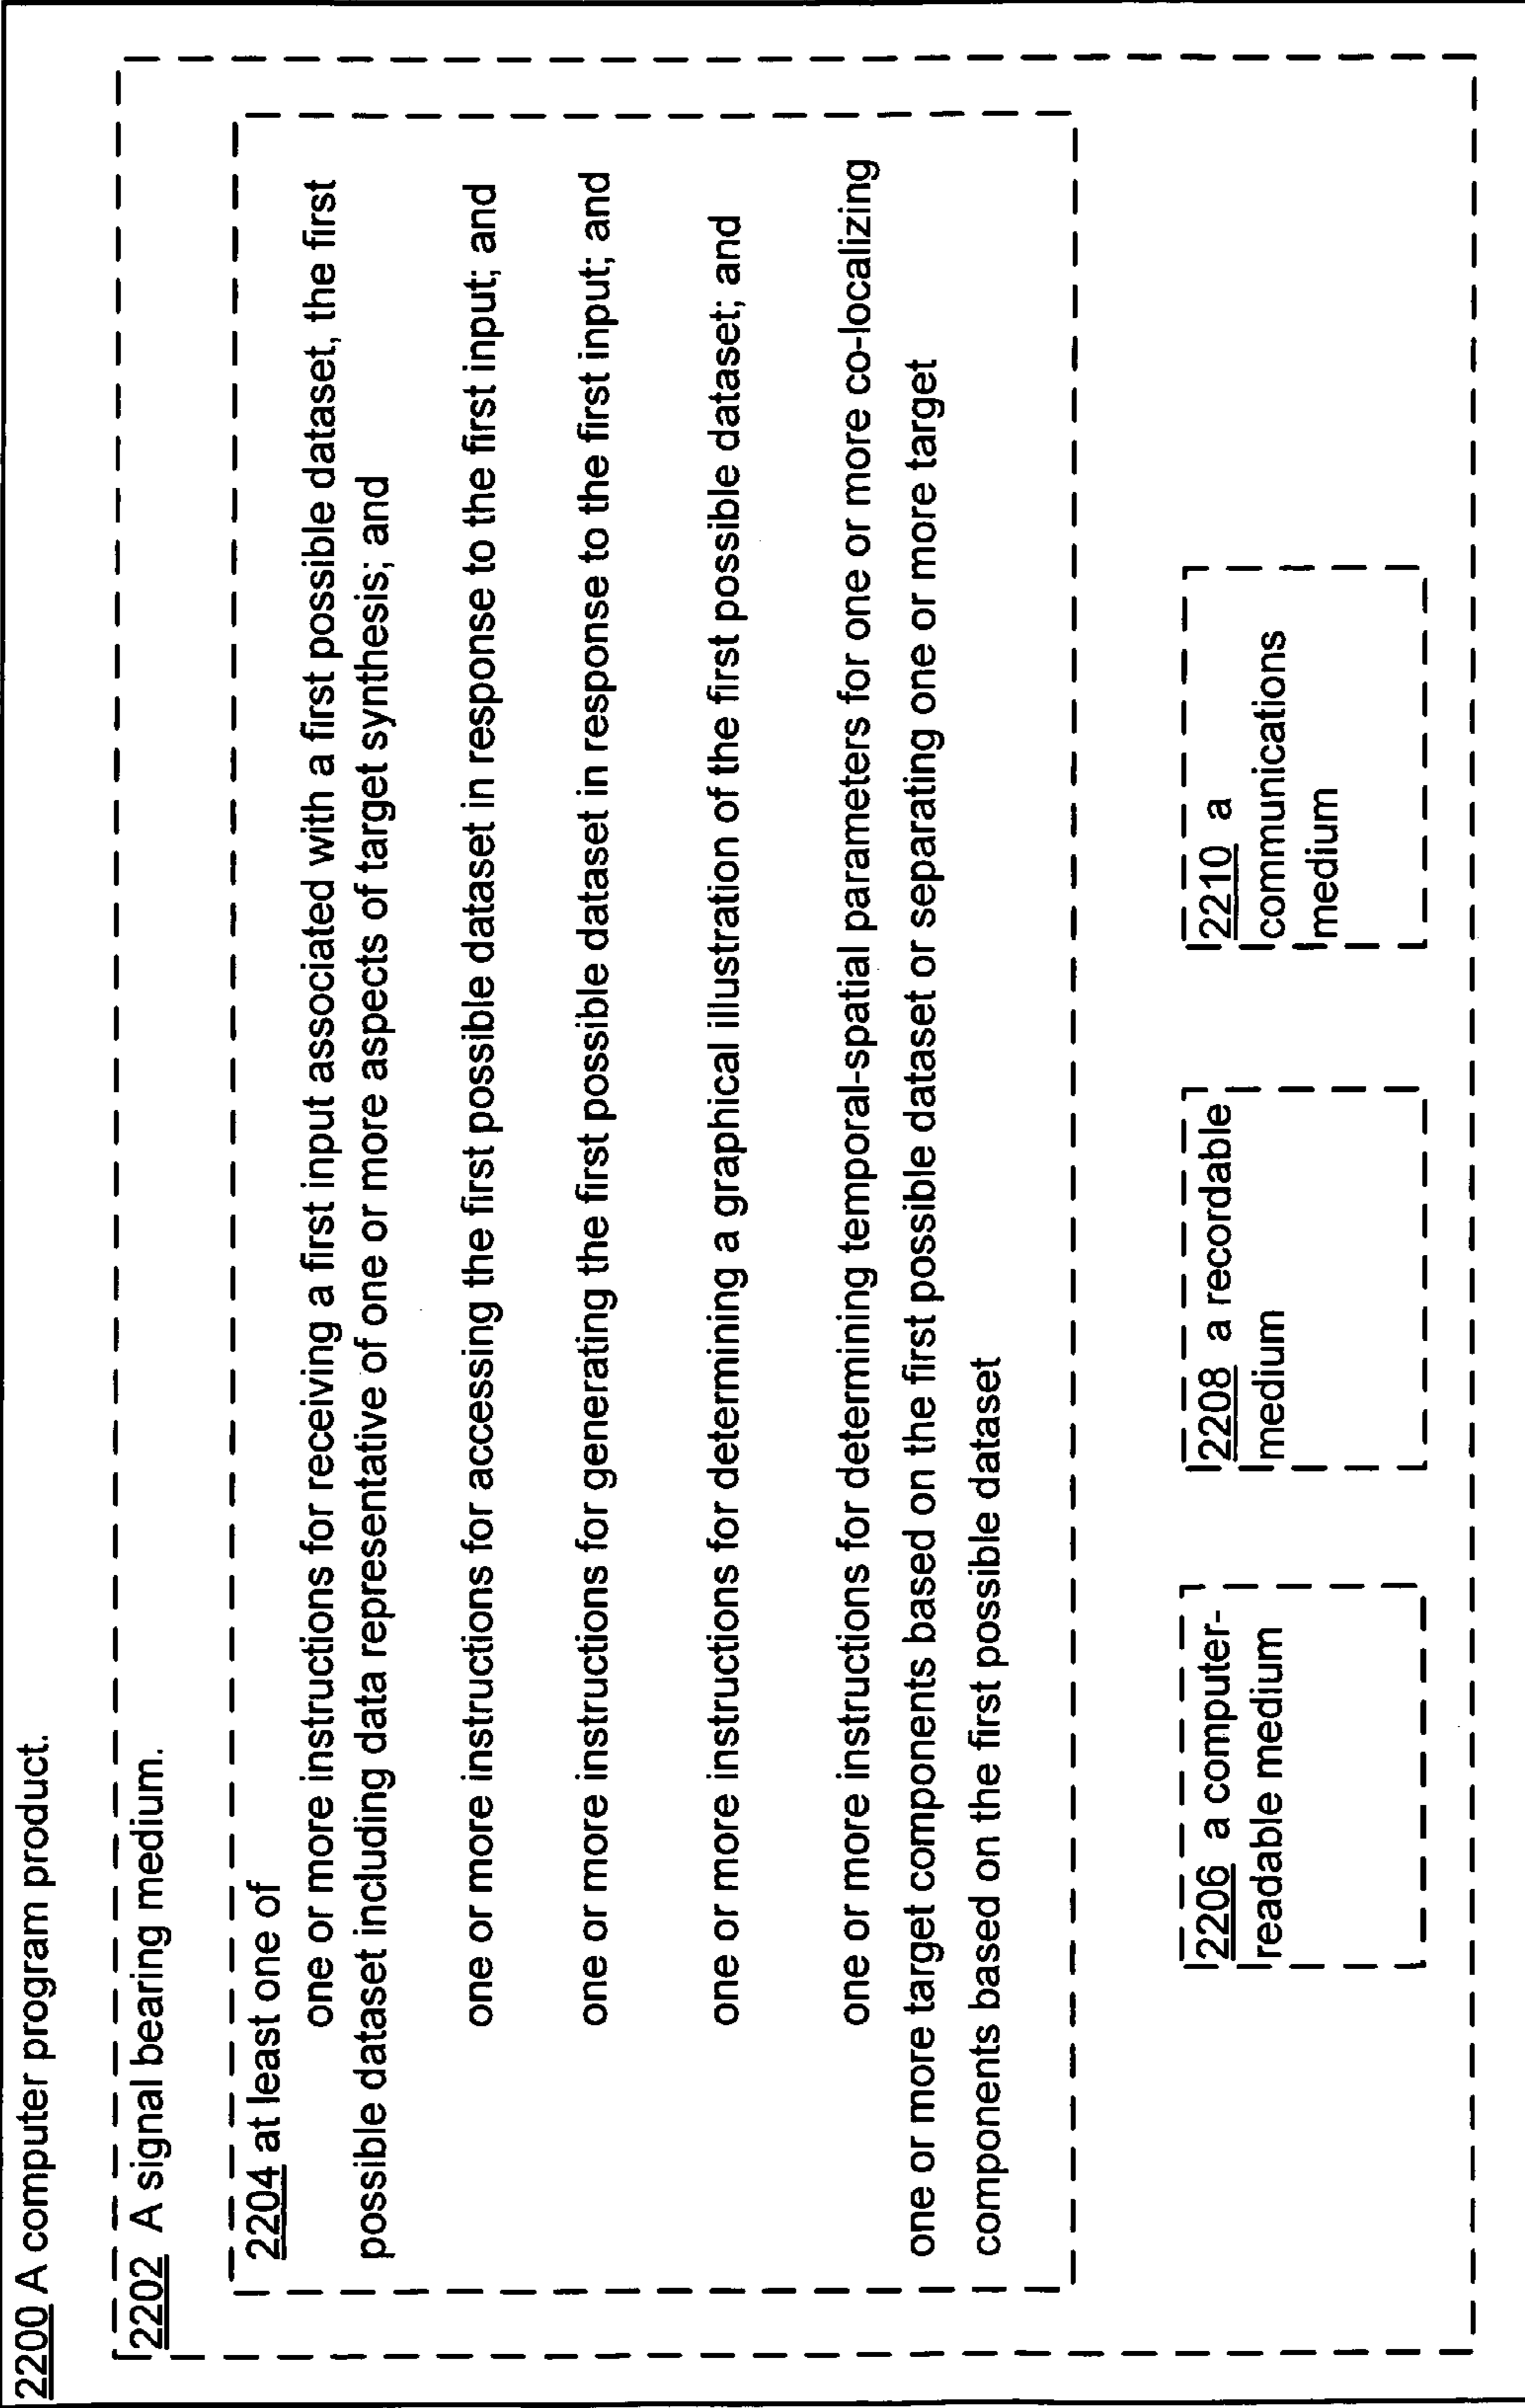 2200 A computer program product.
2202 A signal bearing medium.
2204 at least one of
one or more instructions for receiving a first input associated with a first possible dataset, the first
possible dataset including data representative of one or more aspects of target synthesis; and
one or more instructions for accessing the first possible dataset in response to the first input; and
one or more instructions for generating the first possible dataset in response to the first input; and
one or more instructions for determining a graphical illustration of the first possible dataset; and
one or more instructions for determining temporal-spatial parameters for one or more co-localizing
one or more target components based on the first possible dataset or separating one or more target
components based on the first possible dataset
2206 a computer-
readable medium
2208 a recordable
medium
2210 a
communications
medium